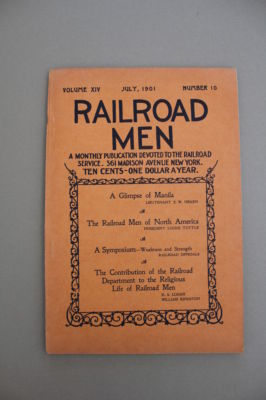 VOLUME XIV JULY, 1901 NUMBER 10
RAILROAD
MEN
A MONTHLY PUBLICATION DEVOTED TO THE RAILROAD
SERVICE. 361 MADISON AVENUE NEW YORK.
TEN CENTS-ONE DOLLAR A YEAR.
A Glimpse of Manila
LIEUTENANT E. W.
The Railroad Men of North America
PRESIDENT LUCIUS TUTTLE
A Symposium—Weakness and Strength
RAILROAD OFFICIALS
The Contribution of the Railroad
Department to the Religious
Life of Railroad Men
WILLIAM